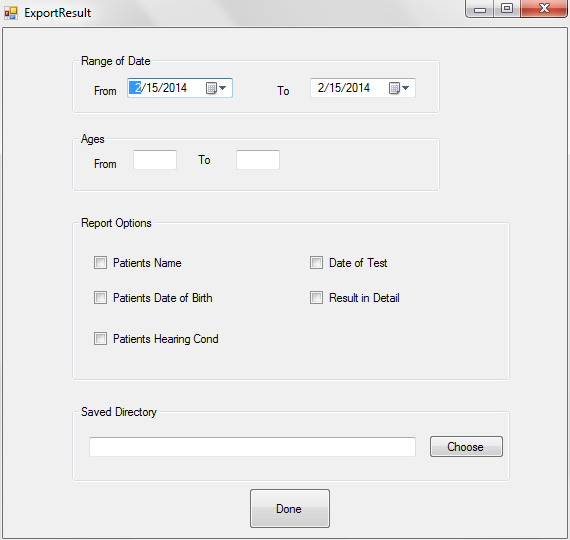 ExportResult
Range of Date
From 2/15/2014 To 2/15/2014
Ages
From To
Report Options
Patients Name Date of Test
Patients Date of Birth Result in Detail
Patients Hearing Cond
Saved Directory
Choose
Done